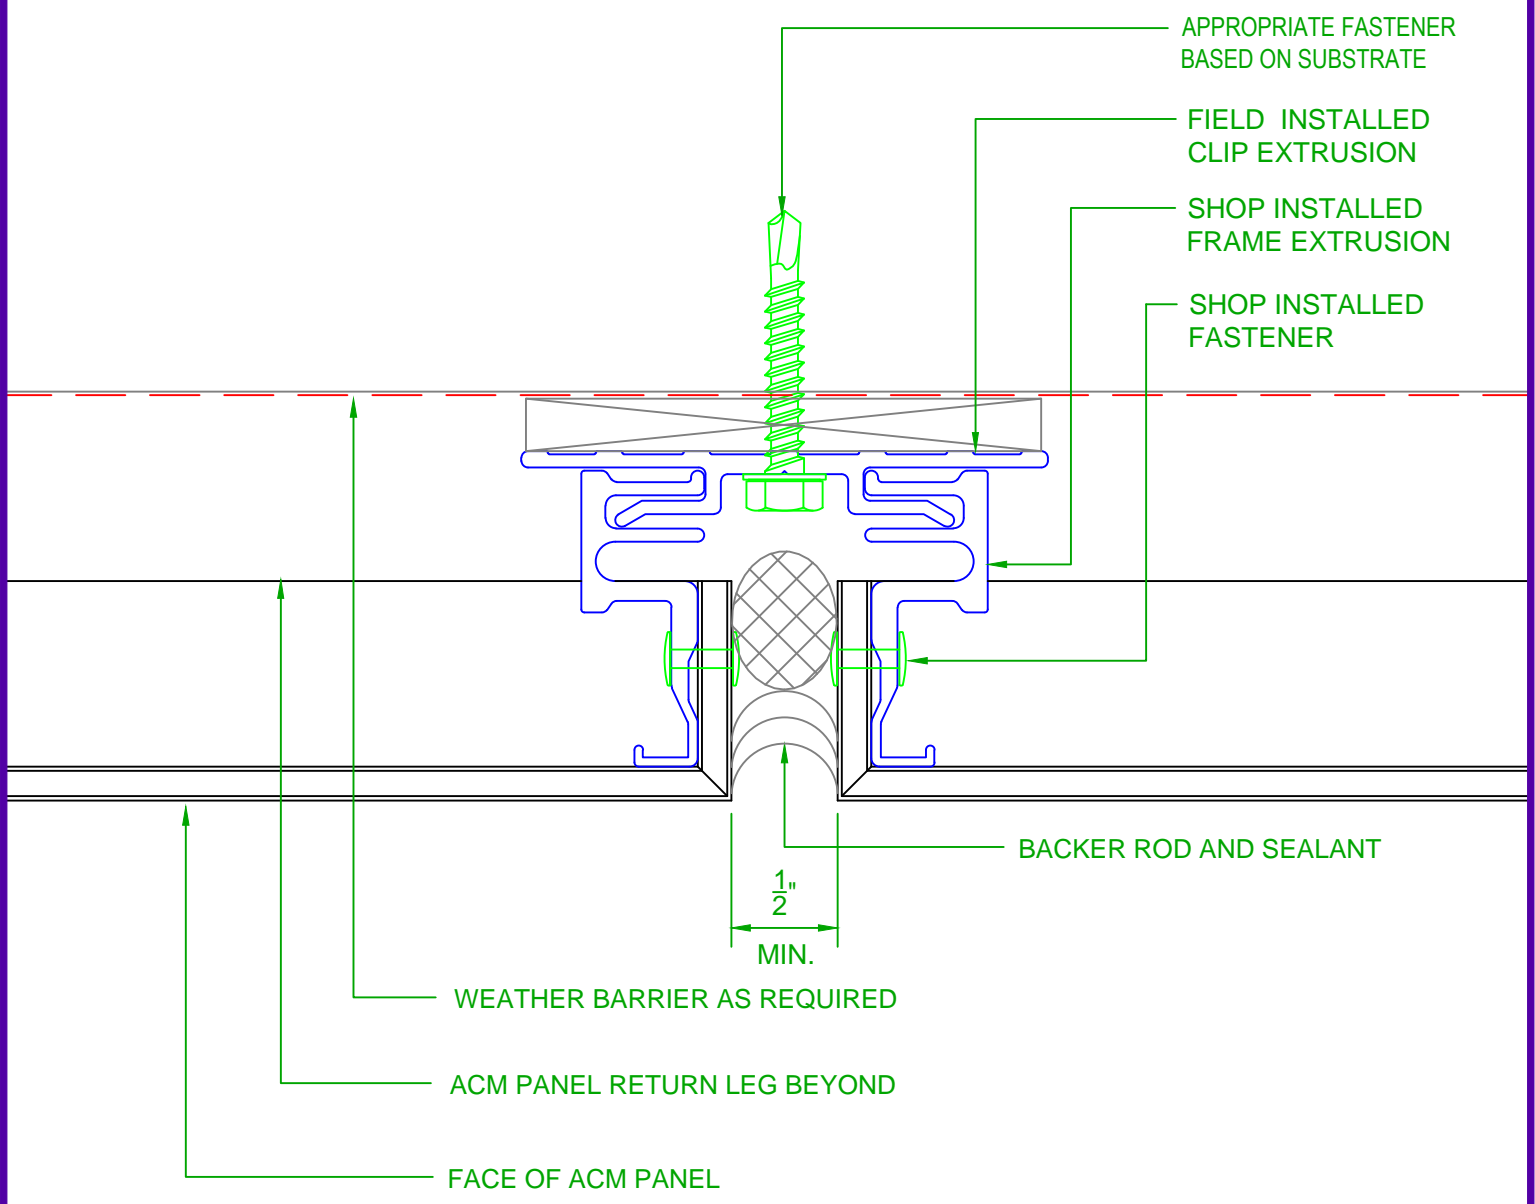 APPROPRIATE FASTENER
BASED ON SUBSTRATE
FIELD INSTALLED
CLIP EXTRUSION
SHOP INSTALLED
FRAME EXTRUSION
SHOP INSTALLED
FASTENER
BACKER ROD AND SEALANT
1/2"
MIN.
WEATHER BARRIER AS REQUIRED
ACM PANEL RETURN LEG BEYOND
FACE OF ACM PANEL